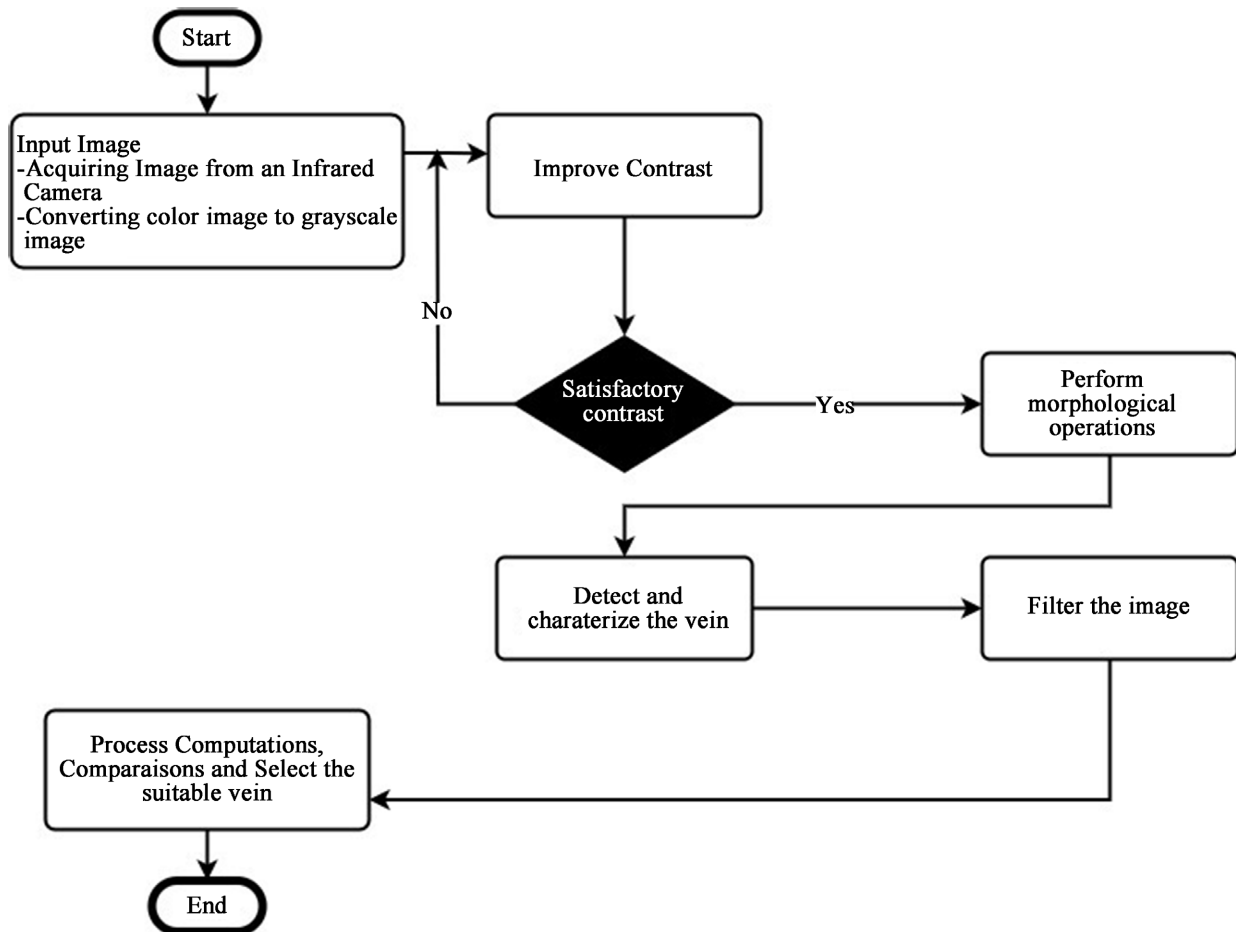 Start
Input Image
-Acquiring Image from an Infrared
Camera
-Converting color image to grayscale
image
Improve Contrast
No
Satisfactory
contrast
Yes
Perform
morphological
operations
Detect and
charaterize the vein
Filter the image
Process Computations,
Comparaisons and Select the
suitable vein
End